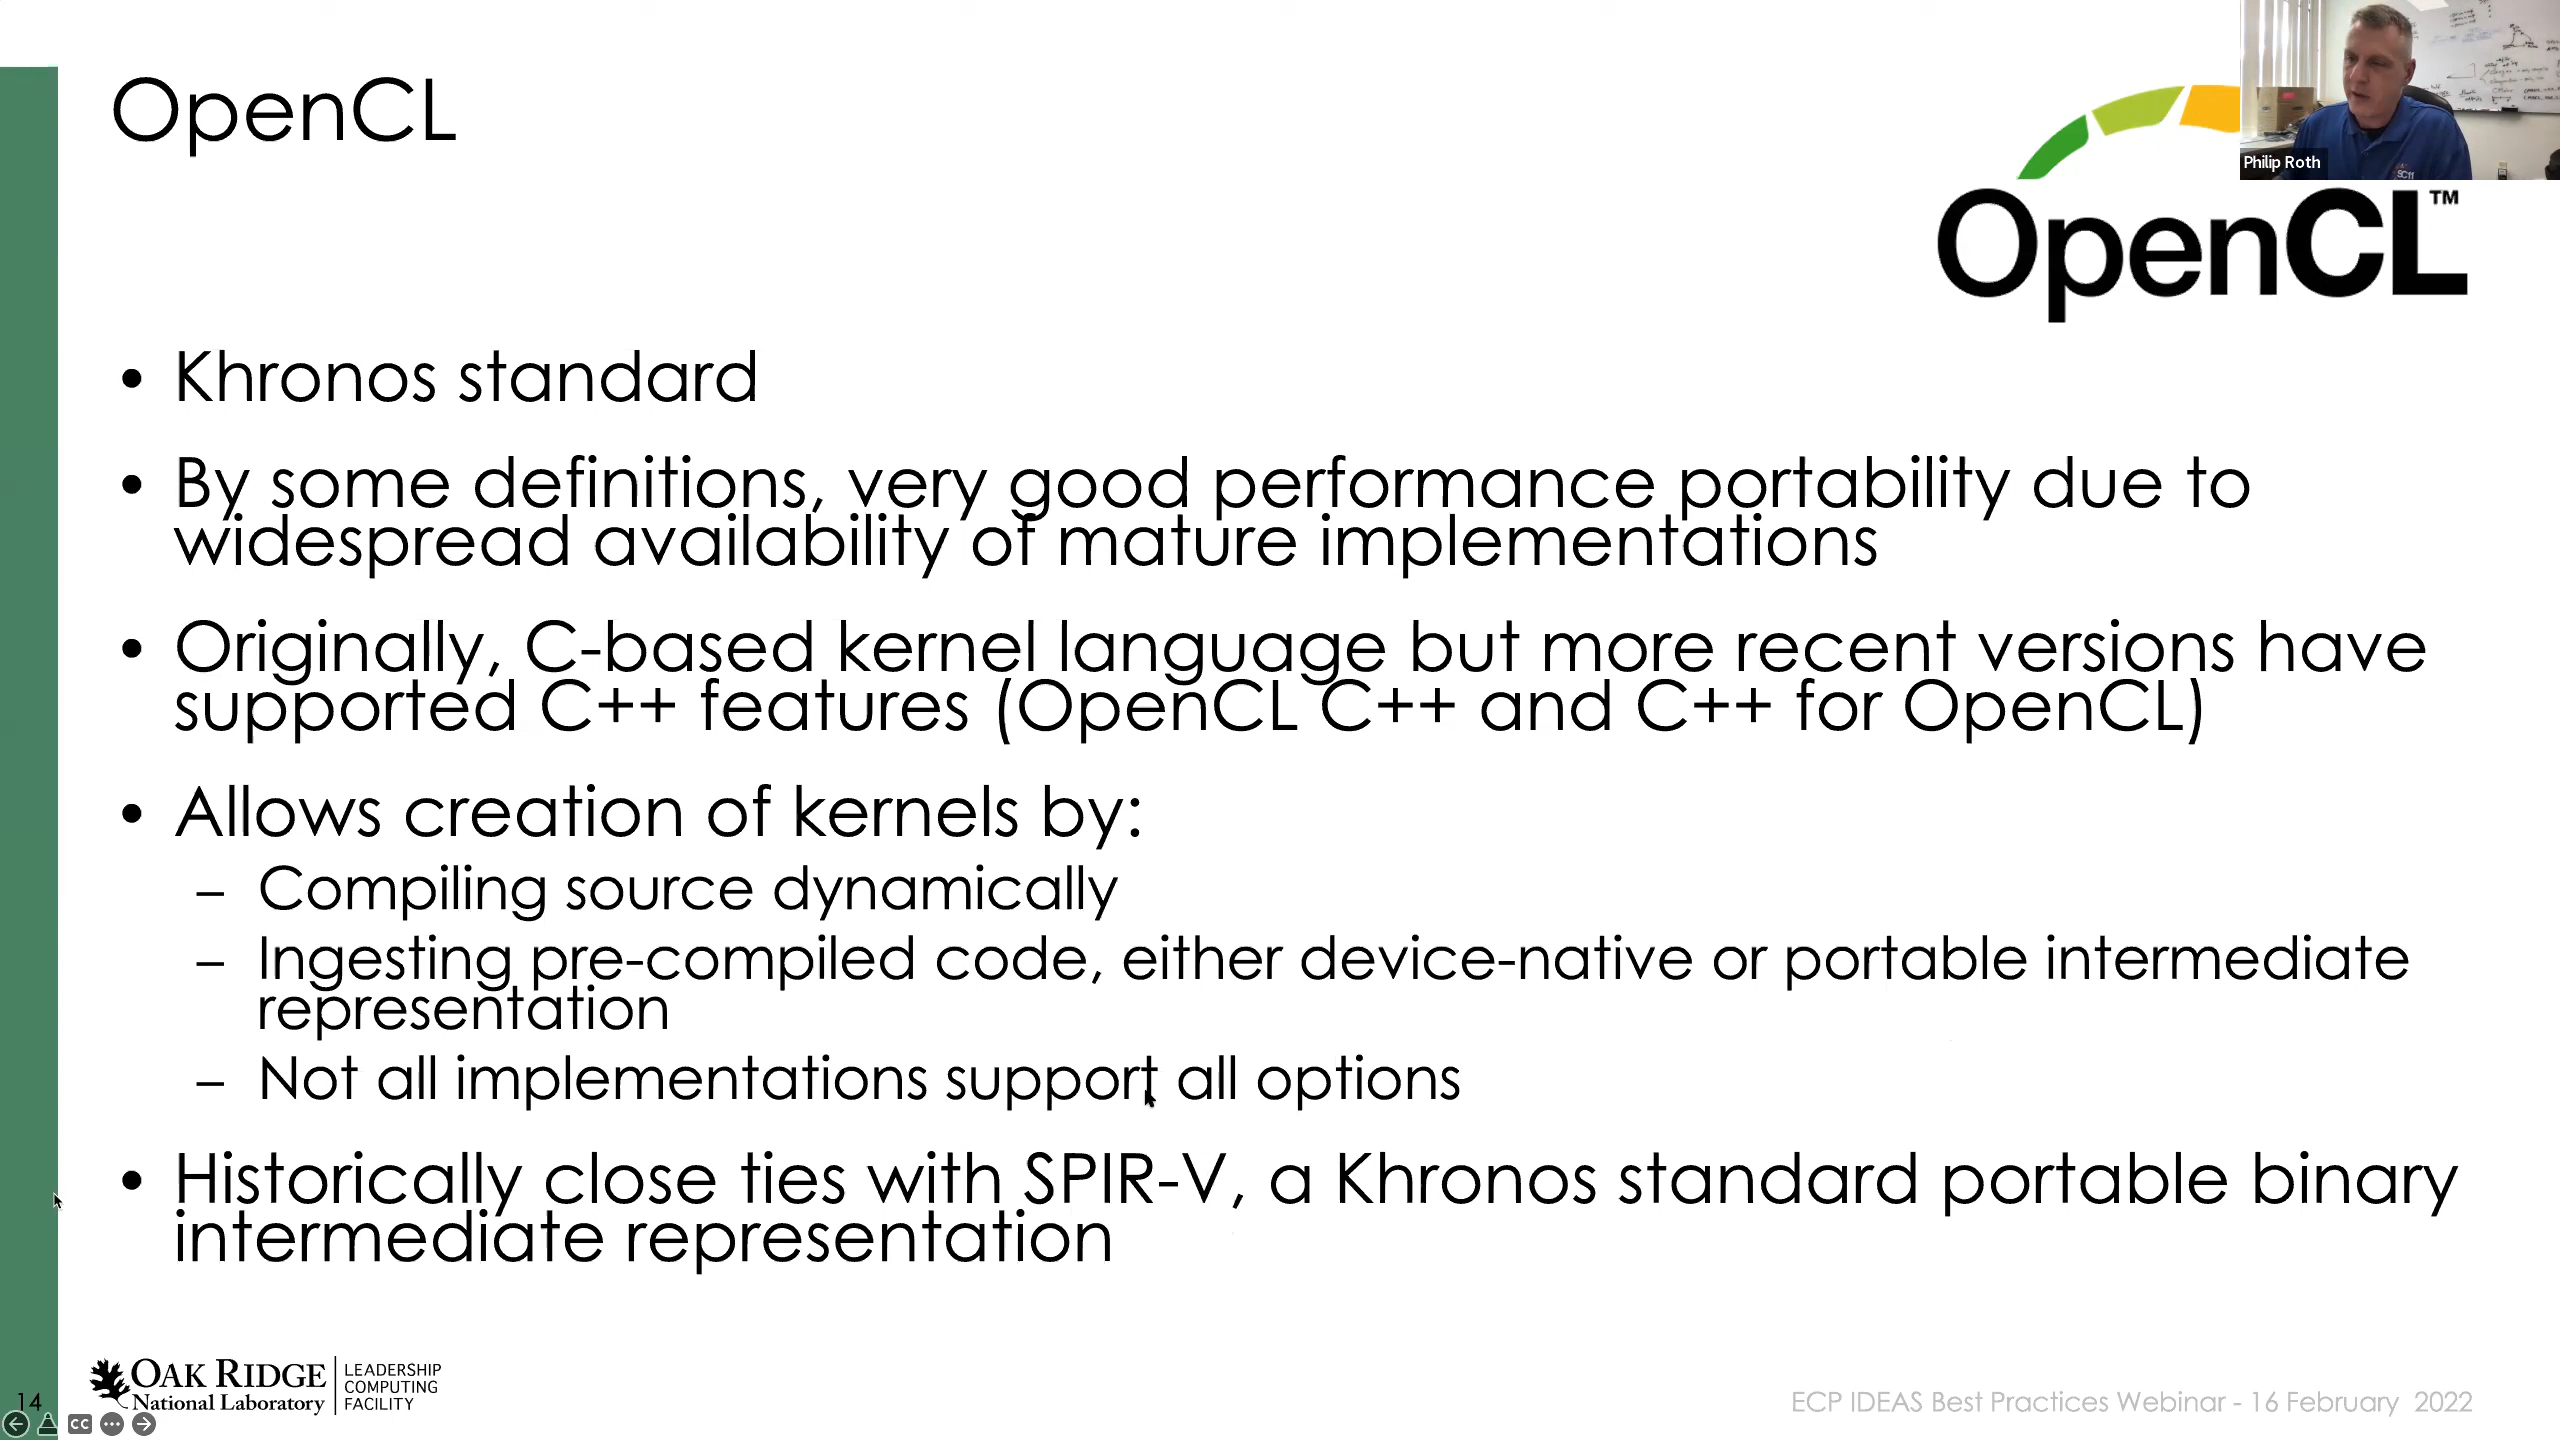 OpenCL
Philip Roth
OpenCL™
• Khronos standard
• By some definitions, very good performance portability due to
widespread availability of mature implementations
• Originally, C-based kernel language but more recent versions have
supported C++ features (OpenCL C++ and C++ for OpenCL)
• Allows creation of kernels by:
– Compiling source dynamically
– Ingesting pre-compiled code, either device-native or portable intermediate
representation
– Not all implementations support all options
• Historically close ties with SPIR-V, a Khronos standard portable binary
intermediate representation
14
OAK RIDGE
National Laboratory
LEADERSHIP
COMPUTING
FACILITY
CC
ECP IDEAS Best Practices Webinar - 16 February 2022